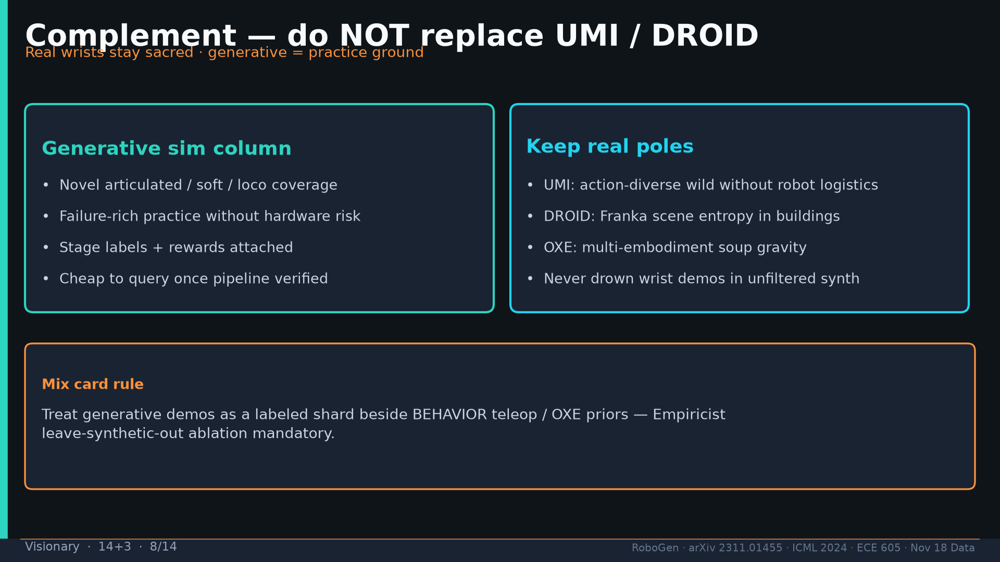 Complement — do NOT replace UMI / DROID
Real wrists stay sacred · generative = practice ground
Generative sim column
• Novel articulated / soft / loco coverage
• Failure-rich practice without hardware risk
• Stage labels + rewards attached
• Cheap to query once pipeline verified
Keep real poles
• UMI: action-diverse wild without robot logistics
• DROID: Franka scene entropy in buildings
• OXE: multi-embodiment soup gravity
• Never drown wrist demos in unfiltered synth
Mix card rule
Treat generative demos as a labeled shard beside BEHAVIOR teleop / OXE priors — Empiricist
leave-synthetic-out ablation mandatory.
Visionary · 14+3 · 8/14
RoboGen · arXiv 2311.01455 · ICML 2024 · ECE 605 · Nov 18 Data